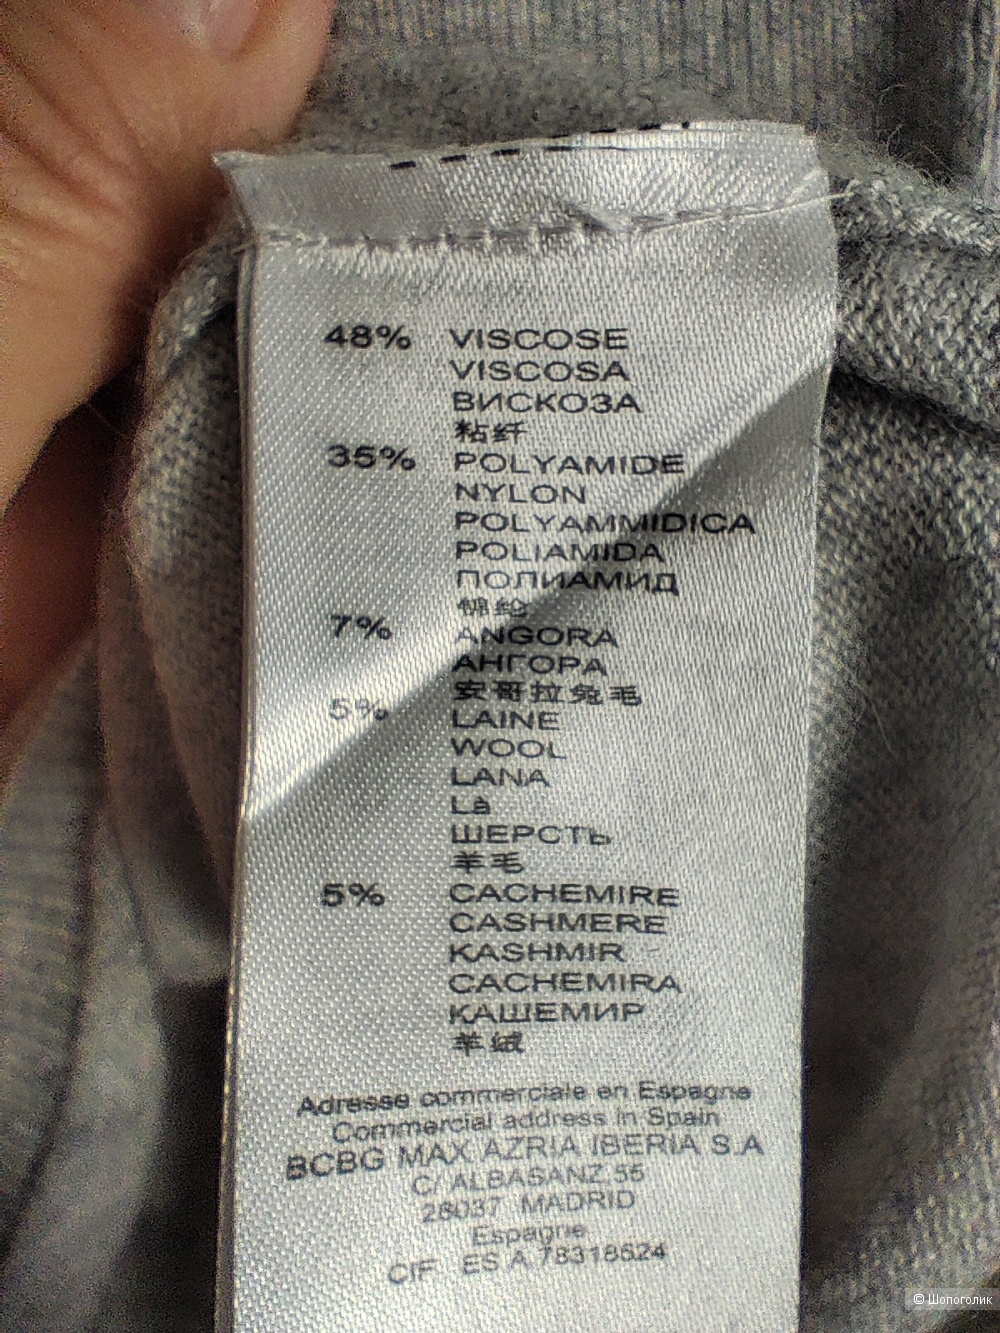 48% VISCOSE
VISCOSA
ВИСКОЗА
粘纤
35% POLYAMIDE
NYLON
POLYAMMIDICA
POLIAMIDA
ПОЛИАМИД
锦纶
7% ANGORA
АНГОРА
安哥拉兔毛
5% LAINE
WOOL
LANA
Lã
ШЕРСТЬ
羊毛
5% CACHEMIRE
CASHMERE
KASHMIR
CACHEMIRA
КАШЕМИР
羊绒
Adresse commerciale en Espagne
Commercial address in Spain
BCBG MAX AZRIA IBERIA S.A
C/ ALBASANZ.55
28037 MADRID
Espagne
CIF ES A 78318524
© Шопоголик